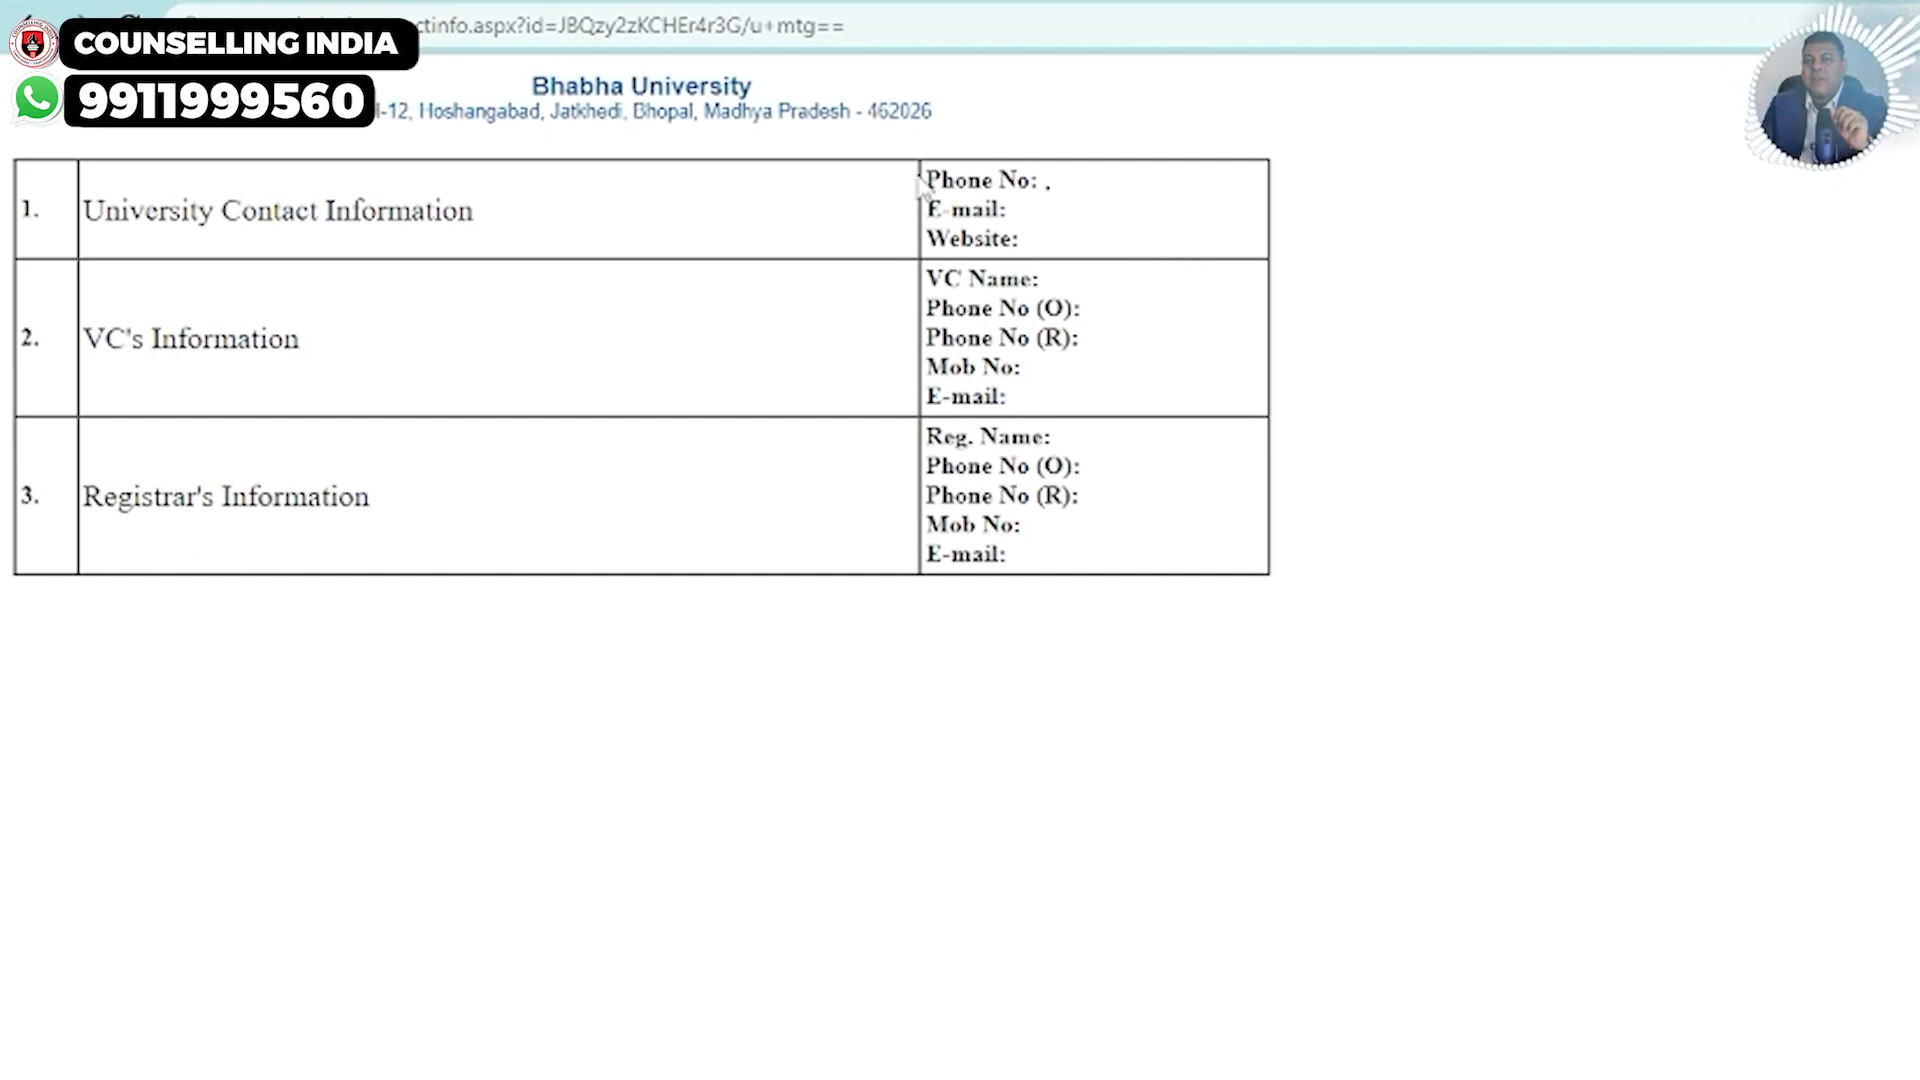 ctinfo.aspx?id=JBQzy2zKCHEr4r3G/u+mtg==
COUNSELLING INDIA
9911999560
Bhabha University
-12, Hoshangabad, Jatkhedi, Bhopal, Madhya Pradesh - 462026
1. University Contact Information
Phone No: .
E-mail:
Website:
2. VC's Information
VC Name:
Phone No (O):
Phone No (R):
Mob No:
E-mail:
3. Registrar's Information
Reg. Name:
Phone No (O):
Phone No (R):
Mob No:
E-mail: